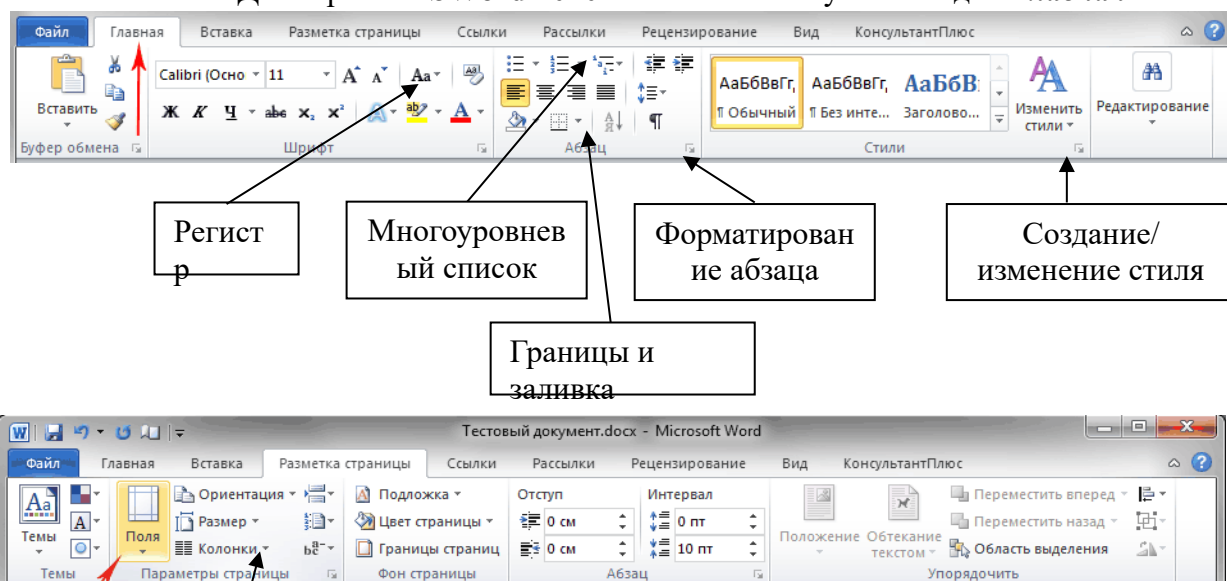 Файл Главная Вставка Разметка страницы Ссылки Рассылки Рецензирование Вид КонсультантПлюс
Вставить
Буфер обмена
Calibri (Осно 11 Aa
Ж К Ч abc x₂ x² A ab A
Шрифт
Абзац
АаБбВвГг, АаБбВвГг, АаБбВ
¶ Обычный ¶ Без инте... Заголово...
Изменить
стили
Стили
Редактирование
Регист
р
Многоуровнев
ый список
Форматирован
ие абзаца
Создание/
изменение стиля
Границы и
заливка
Тестовый документ.docx - Microsoft Word
Файл Главная Вставка Разметка страницы Ссылки Рассылки Рецензирование Вид КонсультантПлюс
Темы
Темы
Поля
Ориентация
Размер
Колонки
Параметры страницы
Подложка
Цвет страницы
Границы страниц
Фон страницы
Отступ Интервал
0 см 0 пт
0 см 10 пт
Абзац
Положение
Обтекание
текстом
Переместить вперед
Переместить назад
Область выделения
Упорядочить